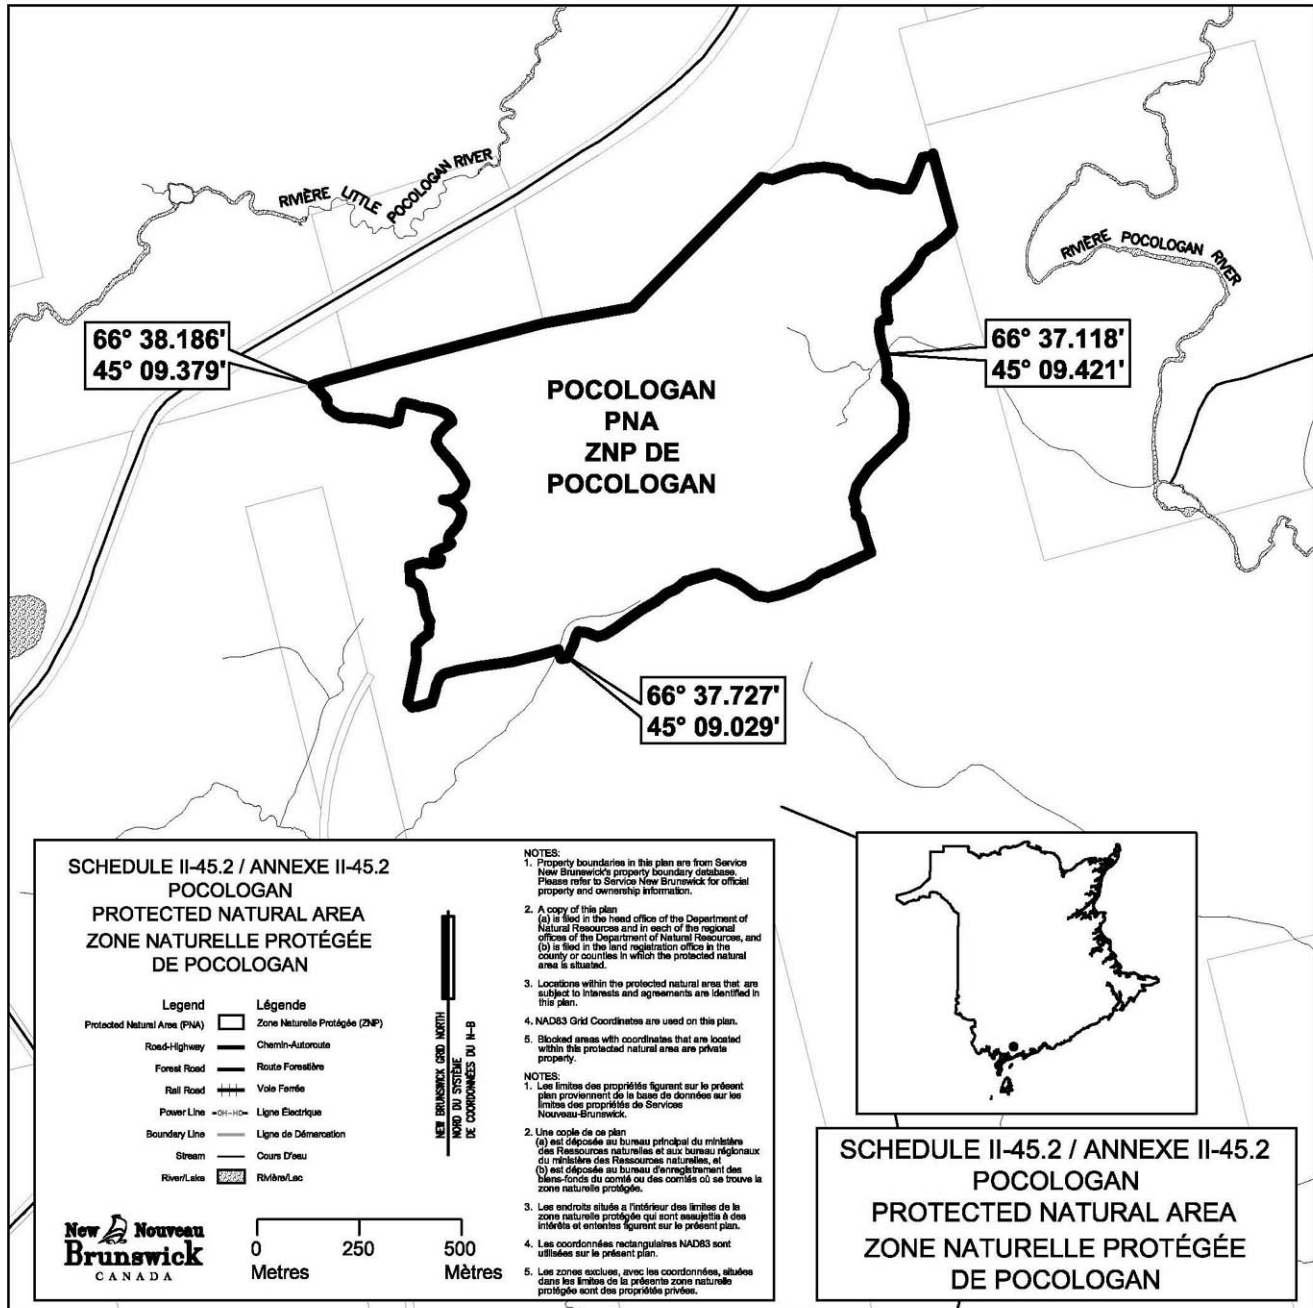 RIVIÈRE LITTLE POCOLOGAN RIVER
RIVIÈRE POCOLOGAN RIVER
66° 38.186'
45° 09.379'
66° 37.118'
45° 09.421'
POCOLOGAN
PNA
ZNP DE
POCOLOGAN
66° 37.727'
45° 09.029'
SCHEDULE II-45.2 / ANNEXE II-45.2
POCOLOGAN
PROTECTED NATURAL AREA
ZONE NATURELLE PROTÉGÉE
DE POCOLOGAN
Legend Légende
Protected Natural Area (PNA) Zone Naturelle Protégée (ZNP)
Road-Highway Chemin-Autoroute
Forest Road Route Forestière
Rail Road Voie Ferrée
Power Line -OH-HO- Ligne Électrique
Boundary Line Ligne de Démarcation
Stream Cours D'eau
River/Lake Rivière/Lac
New Nouveau
Brunswick
CANADA
0 250 500
Metres Mètres
NEW BRUNSWICK GRID NORTH
NORD DU SYSTÈME
DE COORDONNÉES DU N-B
NOTES:
1. Property boundaries in this plan are from Service
New Brunswick's property boundary database.
Please refer to Service New Brunswick for official
property and ownership information.
2. A copy of this plan
(a) is filed in the head office of the Department of
Natural Resources and in each of the regional
offices of the Department of Natural Resources, and
(b) is filed in the land registration office in the
county or counties in which the protected natural
area is situated.
3. Locations within the protected natural area that are
subject to interests and agreements are identified in
this plan.
4. NAD83 Grid Coordinates are used on this plan.
5. Blocked areas with coordinates that are located
within this protected natural area are private
property.
NOTES:
1. Les limites des propriétés figurant sur le présent
plan proviennent de la base de données sur les
limites des propriétés de Services
Nouveau-Brunswick.
2. Une copie de ce plan
(a) est déposée au bureau principal du ministère
des Ressources naturelles et aux bureau régionaux
du ministère des Ressources naturelles, et
(b) est déposée au bureau d'enregistrement des
biens-fonds du comté ou des comtés où se trouve la
zone naturelle protégée.
3. Les endroits situés a l'intérieur des limites de la
zone naturelle protégée qui sont assujettis à des
intérêts et ententes figurent sur le présent plan.
4. Les coordonnées rectangulaires NAD83 sont
utilisées sur le présent plan.
5. Les zones exclues, avec les coordonnées, situées
dans les limites de la présente zone naturelle
protégée sont des propriétés privées.
SCHEDULE II-45.2 / ANNEXE II-45.2
POCOLOGAN
PROTECTED NATURAL AREA
ZONE NATURELLE PROTÉGÉE
DE POCOLOGAN